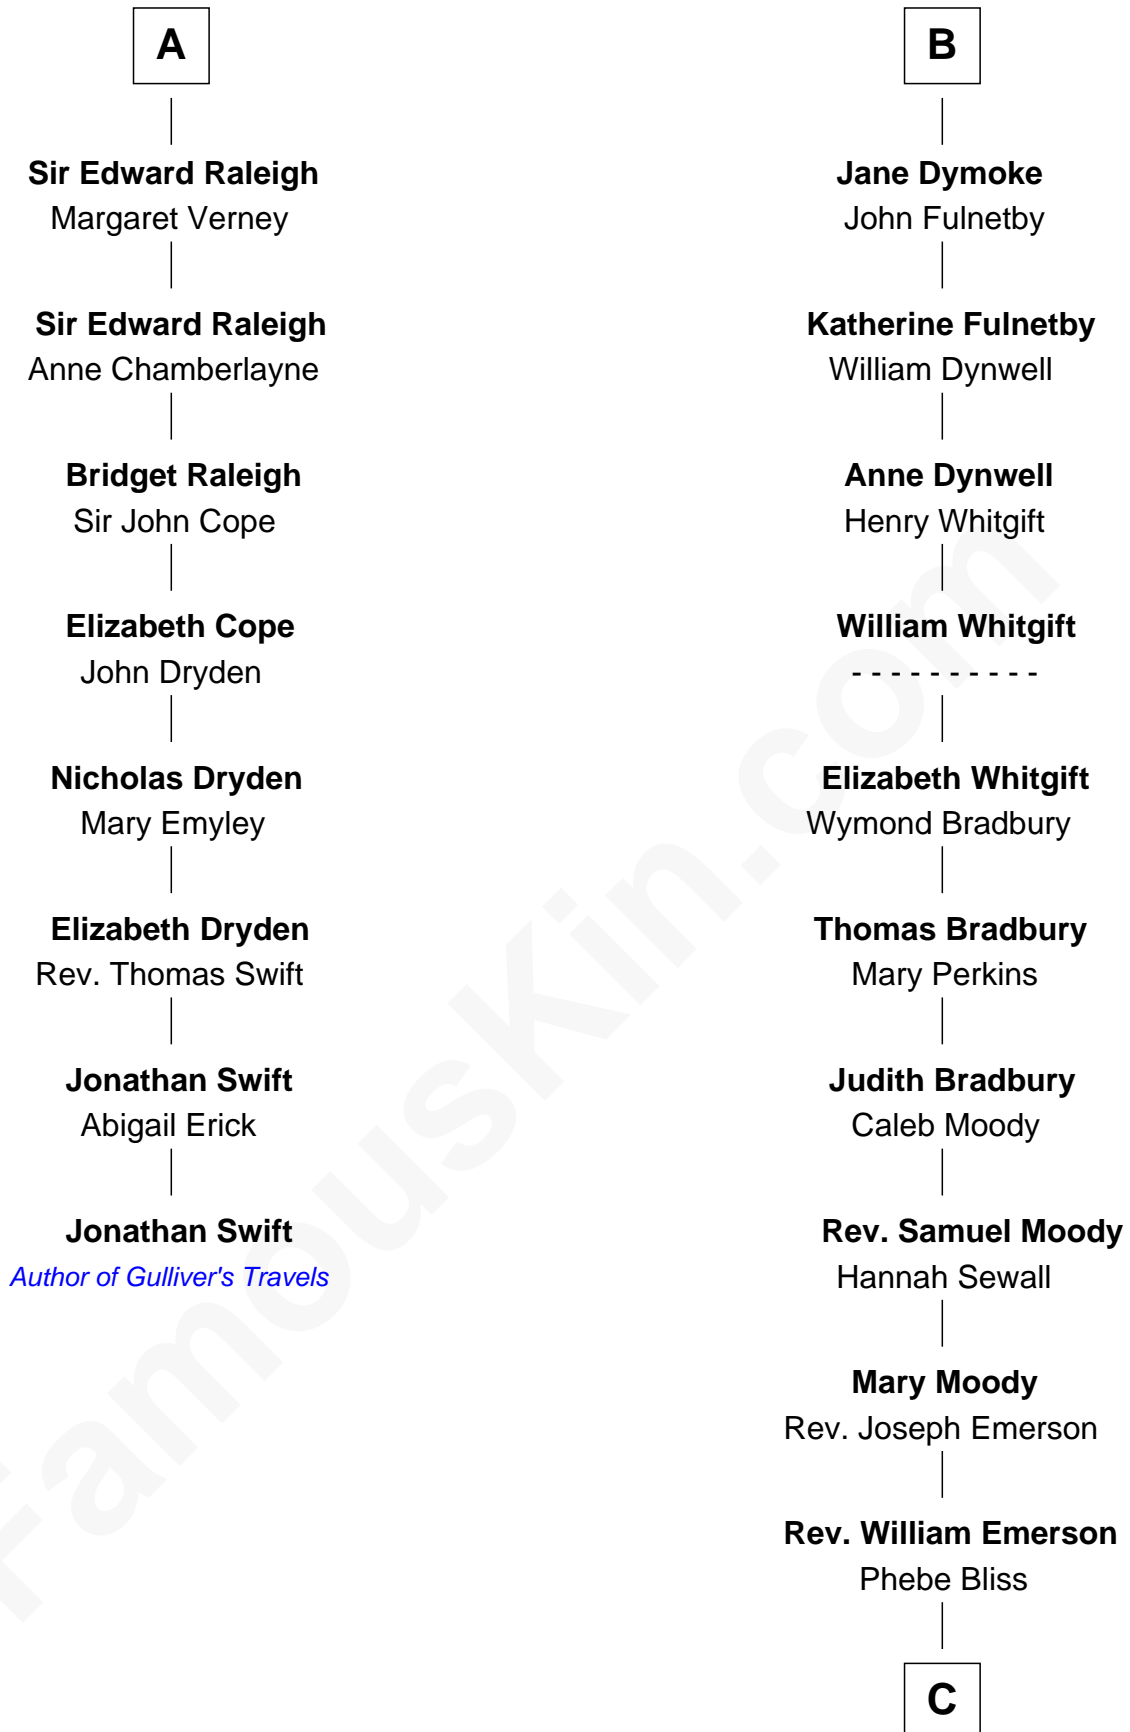 A
Sir Edward Raleigh
Margaret Verney
Sir Edward Raleigh
Anne Chamberlayne
Bridget Raleigh
Sir John Cope
Elizabeth Cope
John Dryden
Nicholas Dryden
Mary Emyley
Elizabeth Dryden
Rev. Thomas Swift
Jonathan Swift
Abigail Erick
Jonathan Swift
Author of Gulliver's Travels
B
Jane Dymoke
John Fulnetby
Katherine Fulnetby
William Dynwell
Anne Dynwell
Henry Whitgift
William Whitgift
- - - - - - - - - -
Elizabeth Whitgift
Wymond Bradbury
Thomas Bradbury
Mary Perkins
Judith Bradbury
Caleb Moody
Rev. Samuel Moody
Hannah Sewall
Mary Moody
Rev. Joseph Emerson
Rev. William Emerson
Phebe Bliss
C
FamousKin.com